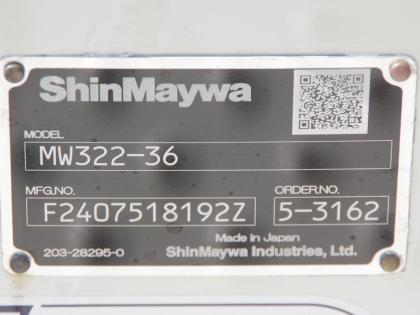 ShinMaywa
MODEL
MW322-36
MFG.NO. ORDER.NO.
F2407518192Z 5-3162
Made in Japan
203-28295-0 ShinMaywa Industries, Ltd.